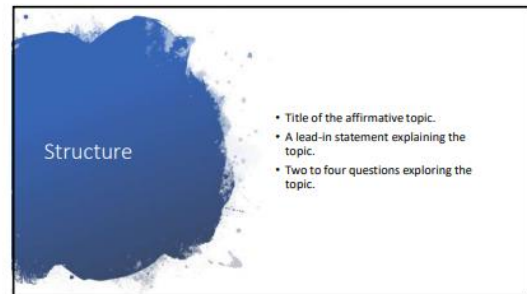 Structure
• Title of the affirmative topic.
• A lead-in statement explaining the
topic.
• Two to four questions exploring the
topic.